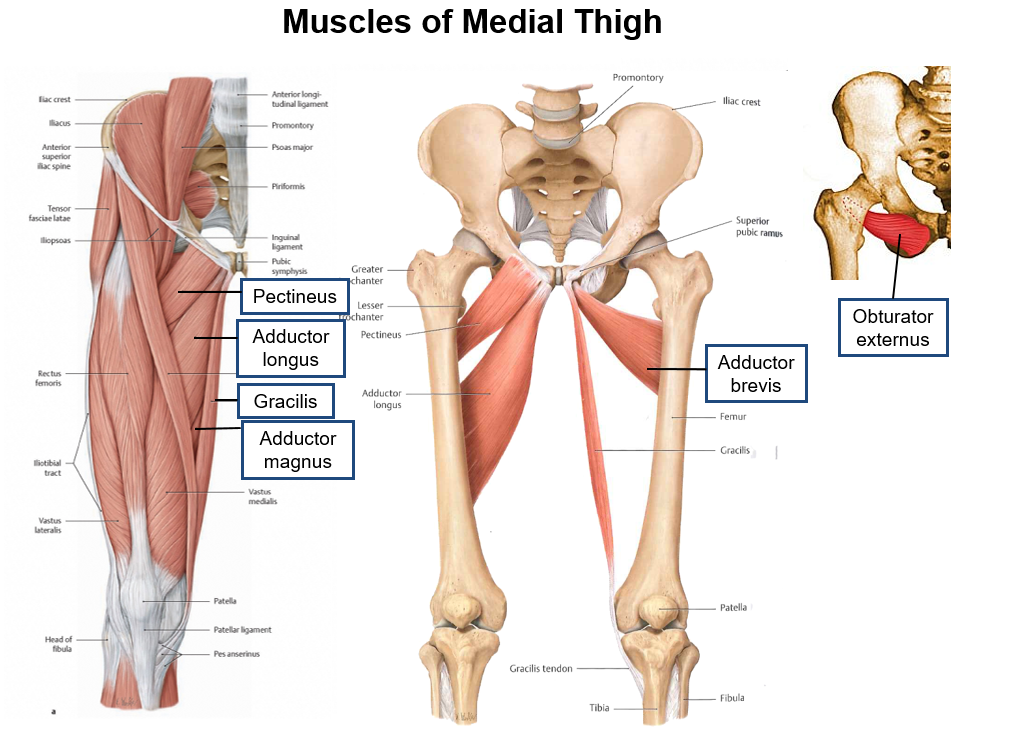 Muscles of Medial Thigh
Iliac crest
Iliacus
Anterior
superior
iliac spine
Tensor
fasciae latae
Iliopsoas
Rectus
femoris
Iliotibial
tract
Vastus
lateralis
Head of
fibula
a
Anterior longi-
tudinal ligament
Promontory
Psoas major
Piriformis
Inguinal
ligament
Pubic
symphysis
Pectineus
Adductor
longus
Gracilis
Adductor
magnus
Vastus
medialis
Patella
Patellar ligament
Pes anserinus
Promontory
Iliac crest
Superior
pubic ramus
Greater
chanter
Lesser
trochanter
Pectineus
Adductor
longus
Adductor
brevis
Femur
Gracilis
Patella
Gracilis tendon
Tibia
Fibula
Obturator
externus